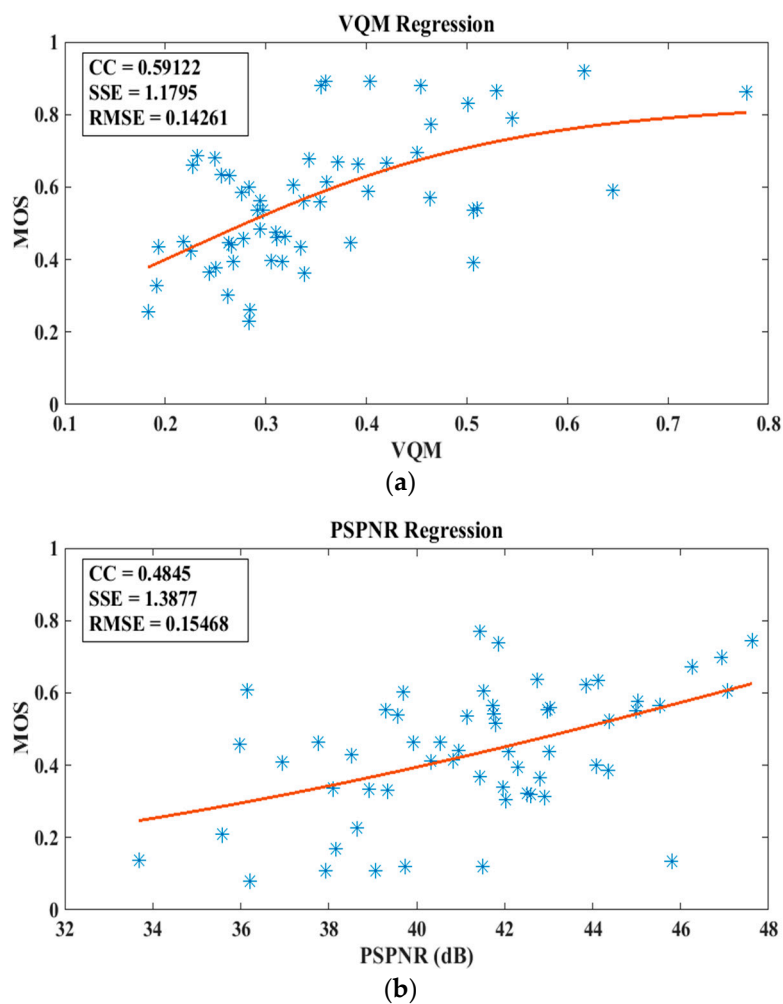 VQM Regression
CC = 0.59122
SSE = 1.1795
RMSE = 0.14261
MOS
1
0.8
0.6
0.4
0.2
0
0.1 0.2 0.3 0.4 0.5 0.6 0.7 0.8
VQM
(a)
PSPNR Regression
CC = 0.4845
SSE = 1.3877
RMSE = 0.15468
MOS
1
0.8
0.6
0.4
0.2
0
32 34 36 38 40 42 44 46 48
PSPNR (dB)
(b)